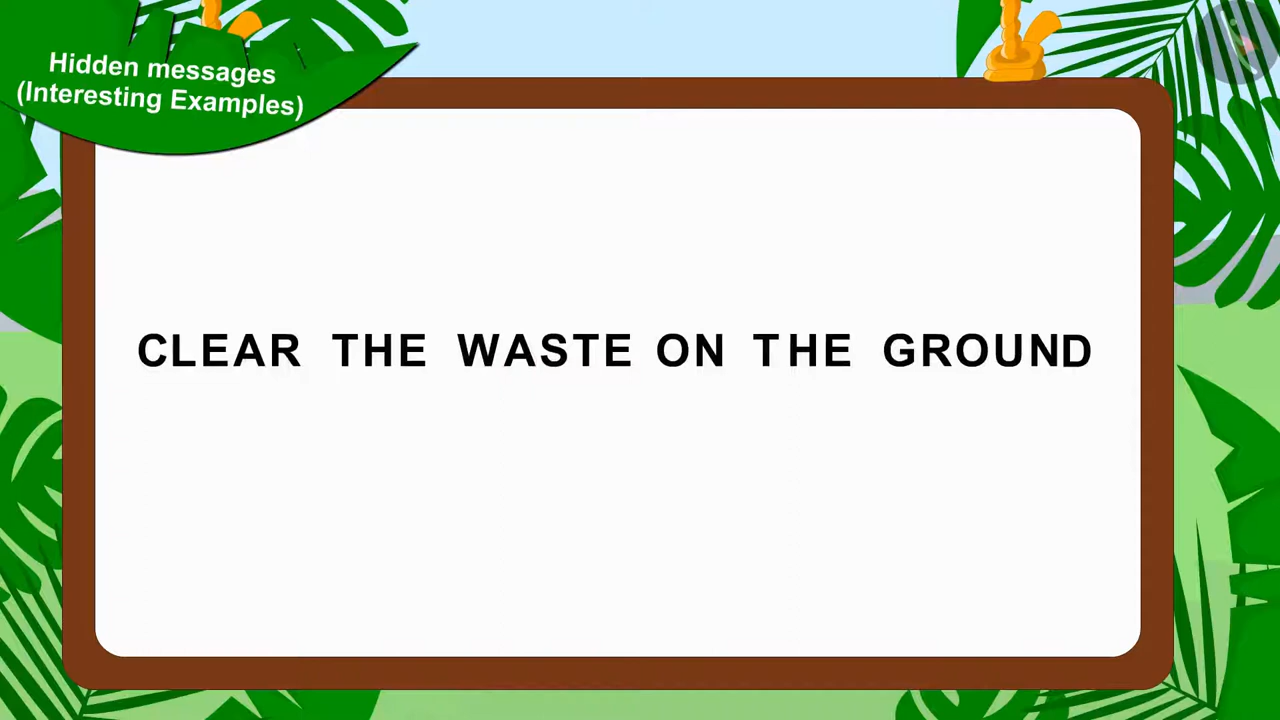 Hidden messages
(Interesting Examples)
CLEAR THE WASTE ON THE GROUND